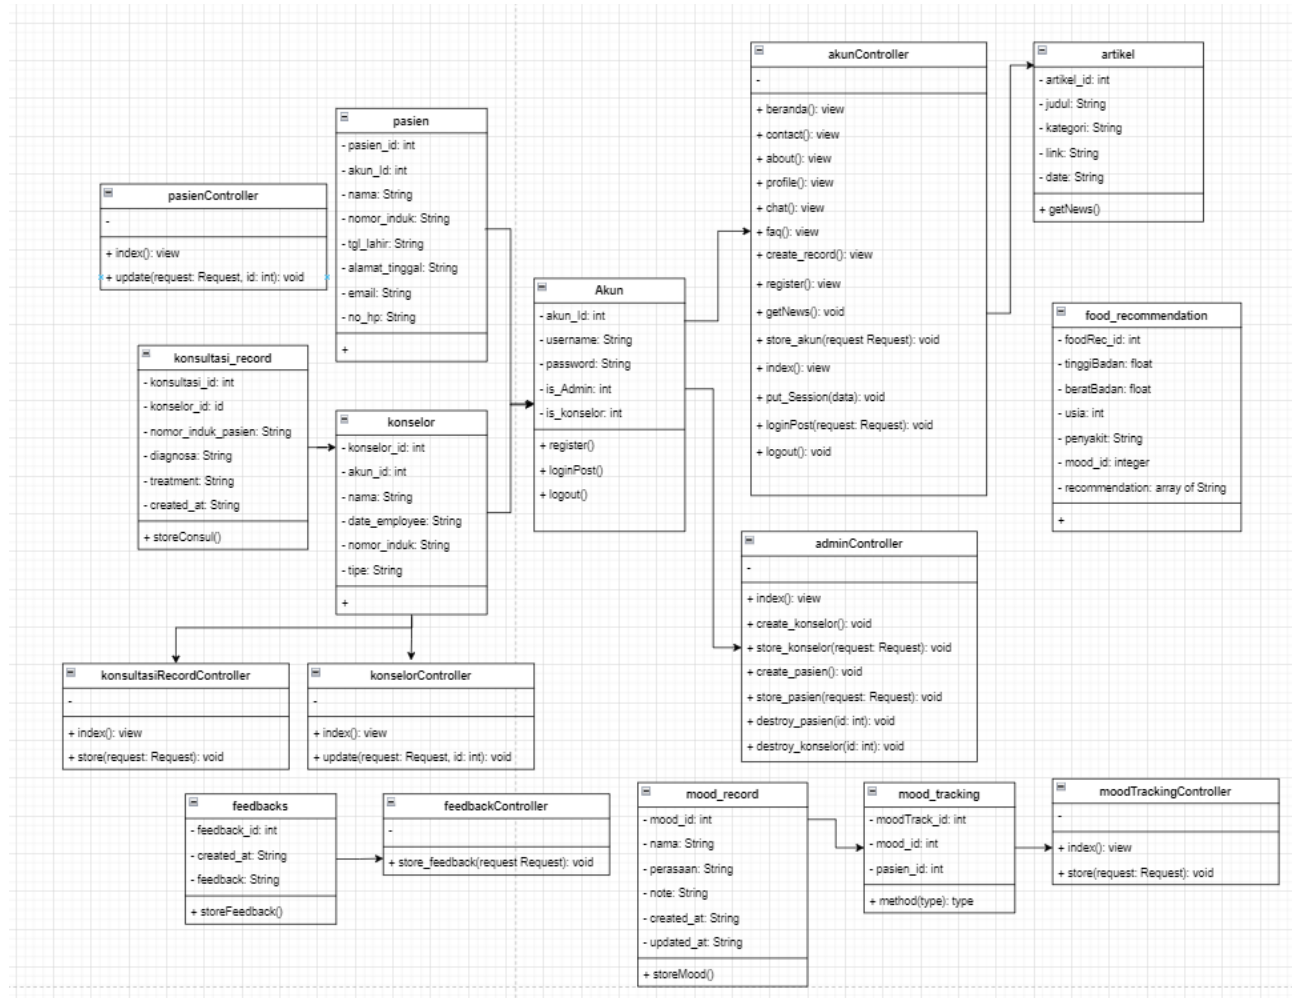 akunController
-
+ beranda(): view
+ contact(): view
+ about(): view
+ profile(): view
+ chat(): view
+ faq(): view
+ create_record(): view
+ register(): view
+ getNews(): void
+ store_akun(request Request): void
+ index(): view
+ put_Session(data): void
+ loginPost(request: Request): void
+ logout(): void
artikel
- artikel_id: int
- judul: String
- kategori: String
- link: String
- date: String
+ getNews()
pasien
- pasien_id: int
- akun_Id: int
- nama: String
- nomor_induk: String
- tgl_lahir: String
- alamat_tinggal: String
- email: String
- no_hp: String
+
pasienController
-
+ index(): view
+ update(request: Request, id: int): void
Akun
- akun_Id: int
- username: String
- password: String
- is_Admin: int
- is_konselor: int
+ register()
+ loginPost()
+ logout()
food_recommendation
- foodRec_id: int
- tinggiBadan: float
- beratBadan: float
- usia: int
- penyakit: String
- mood_id: integer
- recommendation: array of String
+
konsultasi_record
- konsultasi_id: int
- konselor_id: id
- nomor_induk_pasien: String
- diagnosa: String
- treatment: String
- created_at: String
+ storeConsul()
konselor
- konselor_id: int
- akun_id: int
- nama: String
- date_employee: String
- nomor_induk: String
- tipe: String
+
adminController
-
+ index(): view
+ create_konselor(): void
+ store_konselor(request: Request): void
+ create_pasien(): void
+ store_pasien(request: Request): void
+ destroy_pasien(id: int): void
+ destroy_konselor(id: int): void
konsultasiRecordController
-
+ index(): view
+ store(request: Request): void
konselorController
-
+ index(): view
+ update(request: Request, id: int): void
feedbacks
- feedback_id: int
- created_at: String
- feedback: String
+ storeFeedback()
feedbackController
-
+ store_feedback(request Request): void
mood_record
- mood_id: int
- nama: String
- perasaan: String
- note: String
- created_at: String
- updated_at: String
+ storeMood()
mood_tracking
- moodTrack_id: int
- mood_id: int
- pasien_id: int
+ method(type): type
moodTrackingController
-
+ index(): view
+ store(request: Request): void